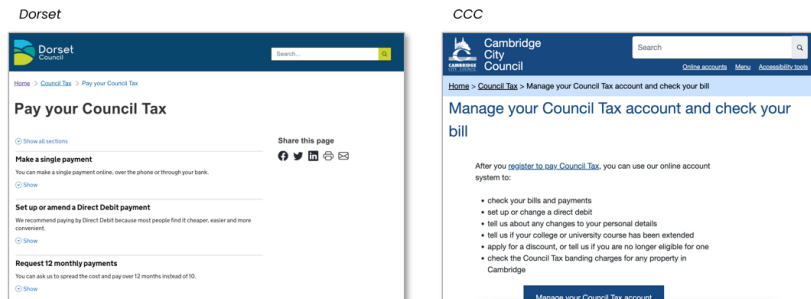 Dorset
CCC
Dorset
Council
Search...
Home > Council Tax > Pay your Council Tax
Pay your Council Tax
Show all sections
Share this page
Make a single payment
You can make a single payment online, over the phone or through your bank.
Show
Set up or amend a Direct Debit payment
We recommend paying by Direct Debit because most people find it cheaper, easier and more
convenient.
Show
Request 12 monthly payments
You can ask us to spread the cost and pay over 12 months instead of 10.
Show
Cambridge
City
Council
CAMBRIDGE
CITY COUNCIL
Search
Online accounts Menu Accessibility tools
Home > Council Tax > Manage your Council Tax account and check your bill
Manage your Council Tax account and check your
bill
After you register to pay Council Tax, you can use our online account
system to:
• check your bills and payments
• set up or change a direct debit
• tell us about any changes to your personal details
• tell us if your college or university course has been extended
• apply for a discount, or tell us if you are no longer eligible for one
• check the Council Tax banding charges for any property in
Cambridge
Manage your Council Tax account